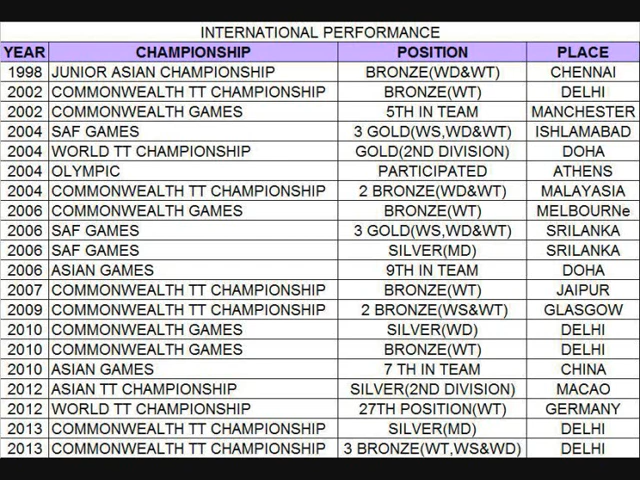 INTERNATIONAL PERFORMANCE
YEAR CHAMPIONSHIP POSITION PLACE
1998 JUNIOR ASIAN CHAMPIONSHIP BRONZE(WD&WT) CHENNAI
2002 COMMONWEALTH TT CHAMPIONSHIP BRONZE(WT) DELHI
2002 COMMONWEALTH GAMES 5TH IN TEAM MANCHESTER
2004 SAF GAMES 3 GOLD(WS,WD&WT) ISHLAMABAD
2004 WORLD TT CHAMPIONSHIP GOLD(2ND DIVISION) DOHA
2004 OLYMPIC PARTICIPATED ATHENS
2004 COMMONWEALTH TT CHAMPIONSHIP 2 BRONZE(WD&WT) MALAYASIA
2006 COMMONWEALTH GAMES BRONZE(WT) MELBOURNe
2006 SAF GAMES 3 GOLD(WS,WD&WT) SRILANKA
2006 SAF GAMES SILVER(MD) SRILANKA
2006 ASIAN GAMES 9TH IN TEAM DOHA
2007 COMMONWEALTH TT CHAMPIONSHIP BRONZE(WT) JAIPUR
2009 COMMONWEALTH TT CHAMPIONSHIP 2 BRONZE(WS&WT) GLASGOW
2010 COMMONWEALTH GAMES SILVER(WD) DELHI
2010 COMMONWEALTH GAMES BRONZE(WT) DELHI
2010 ASIAN GAMES 7 TH IN TEAM CHINA
2012 ASIAN TT CHAMPIONSHIP SILVER(2ND DIVISION) MACAO
2012 WORLD TT CHAMPIONSHIP 27TH POSITION(WT) GERMANY
2013 COMMONWEALTH TT CHAMPIONSHIP SILVER(MD) DELHI
2013 COMMONWEALTH TT CHAMPIONSHIP 3 BRONZE(WT,WS&WD) DELHI